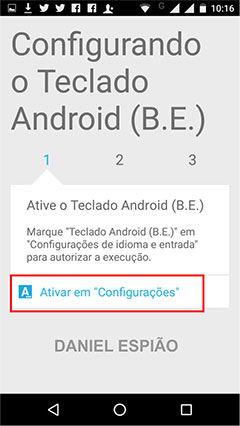 10:16
Configurando
o Teclado
Android (B.E.)
1 2 3
Ative o Teclado Android (B.E.)
Marque "Teclado Android (B.E.)" em
"Configurações de idioma e entrada"
para autorizar a execução.
A Ativar em "Configurações"
DANIEL ESPIÃO